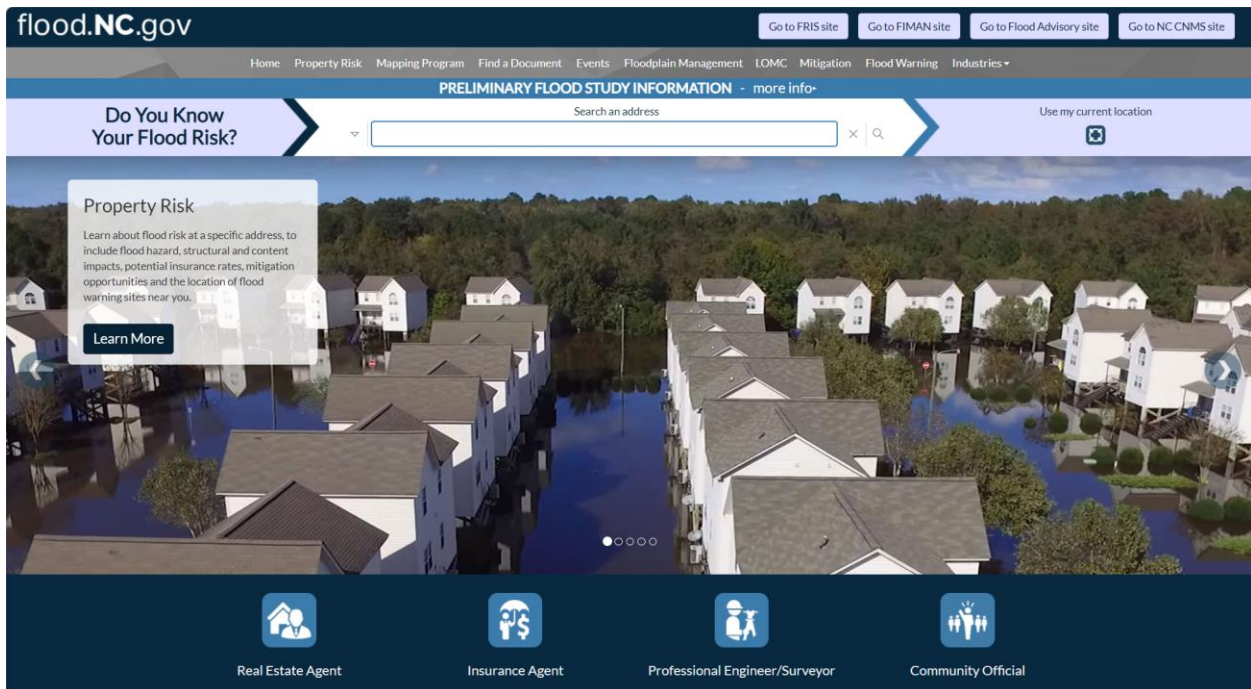 flood.NC.gov
Go to FRIS site
Go to FIMAN site
Go to Flood Advisory site
Go to NC CNMS site
Home Property Risk Mapping Program Find a Document Events Floodplain Management LOMC Mitigation Flood Warning Industries
PRELIMINARY FLOOD STUDY INFORMATION - more info
Do You Know
Your Flood Risk?
Search an address
Use my current location
Property Risk
Learn about flood risk at a specific address, to
include flood hazard, structural and content
impacts, potential insurance rates, mitigation
opportunities and the location of flood
warning sites near you.
Learn More
Real Estate Agent
Insurance Agent
Professional Engineer/Surveyor
Community Official